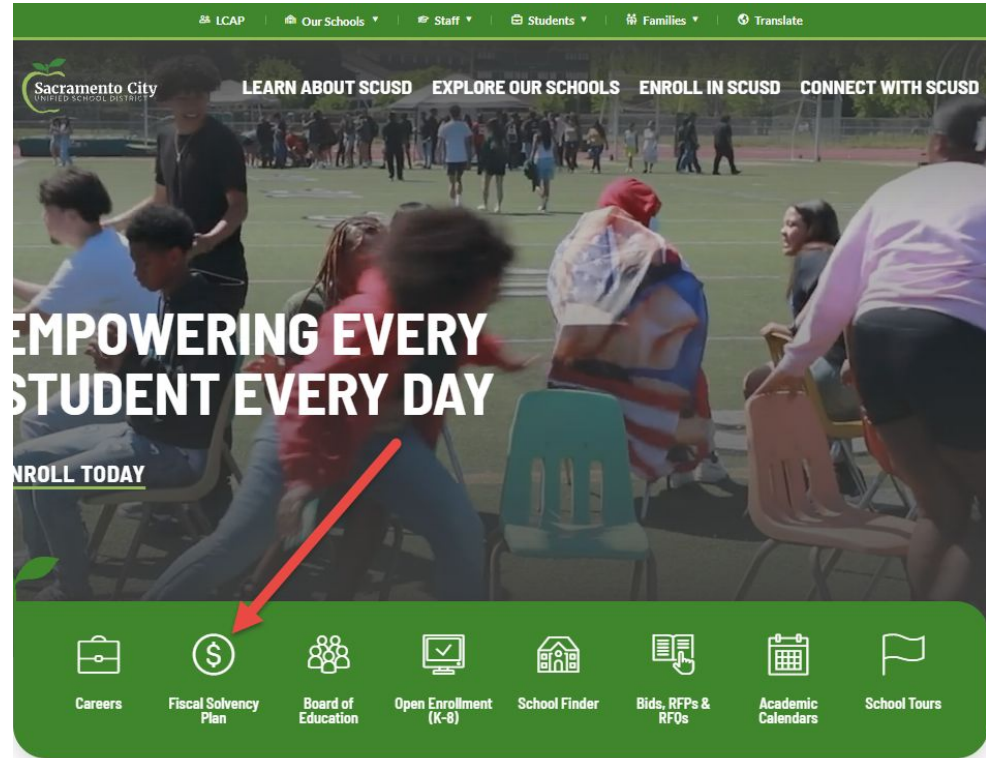 LCAP
Our Schools
Staff
Students
Families
Translate
Sacramento City
UNIFIED SCHOOL DISTRICT
LEARN ABOUT SCUSD
EXPLORE OUR SCHOOLS
ENROLL IN SCUSD
CONNECT WITH SCUSD
EMPOWERING EVERY
STUDENT EVERY DAY
NROLL TODAY
Careers
Fiscal Solvency
Plan
Board of
Education
Open Enrollment
(K-8)
School Finder
Bids, RFPs &
RFQs
Academic
Calendars
School Tours